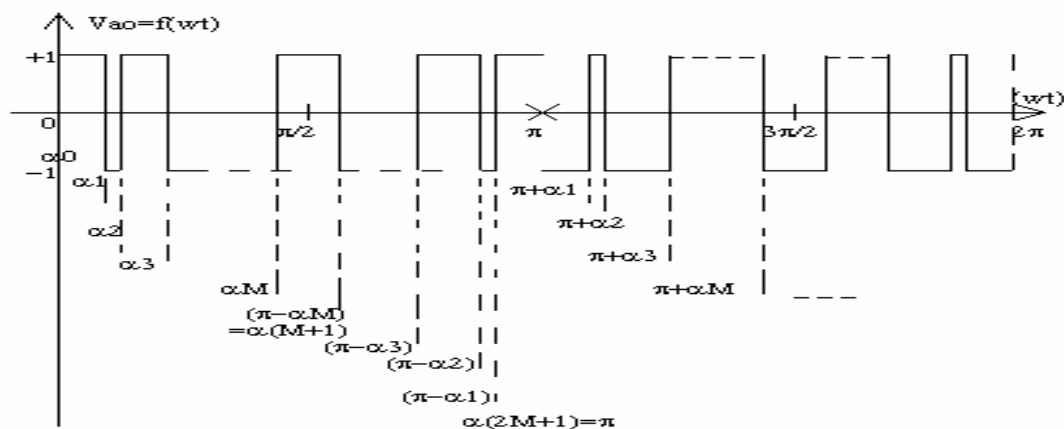 Vao=f(wt)
+1
(wt)
0
π/2
π
3π/2
2π
α0
-1
α1
π+α1
α2
π+α2
α3
π+α3
αM
π+αM
(π-αM)
=α(M+1)
(π-α3)
(π-α2)
(π-α1)
α(2M+1)=π